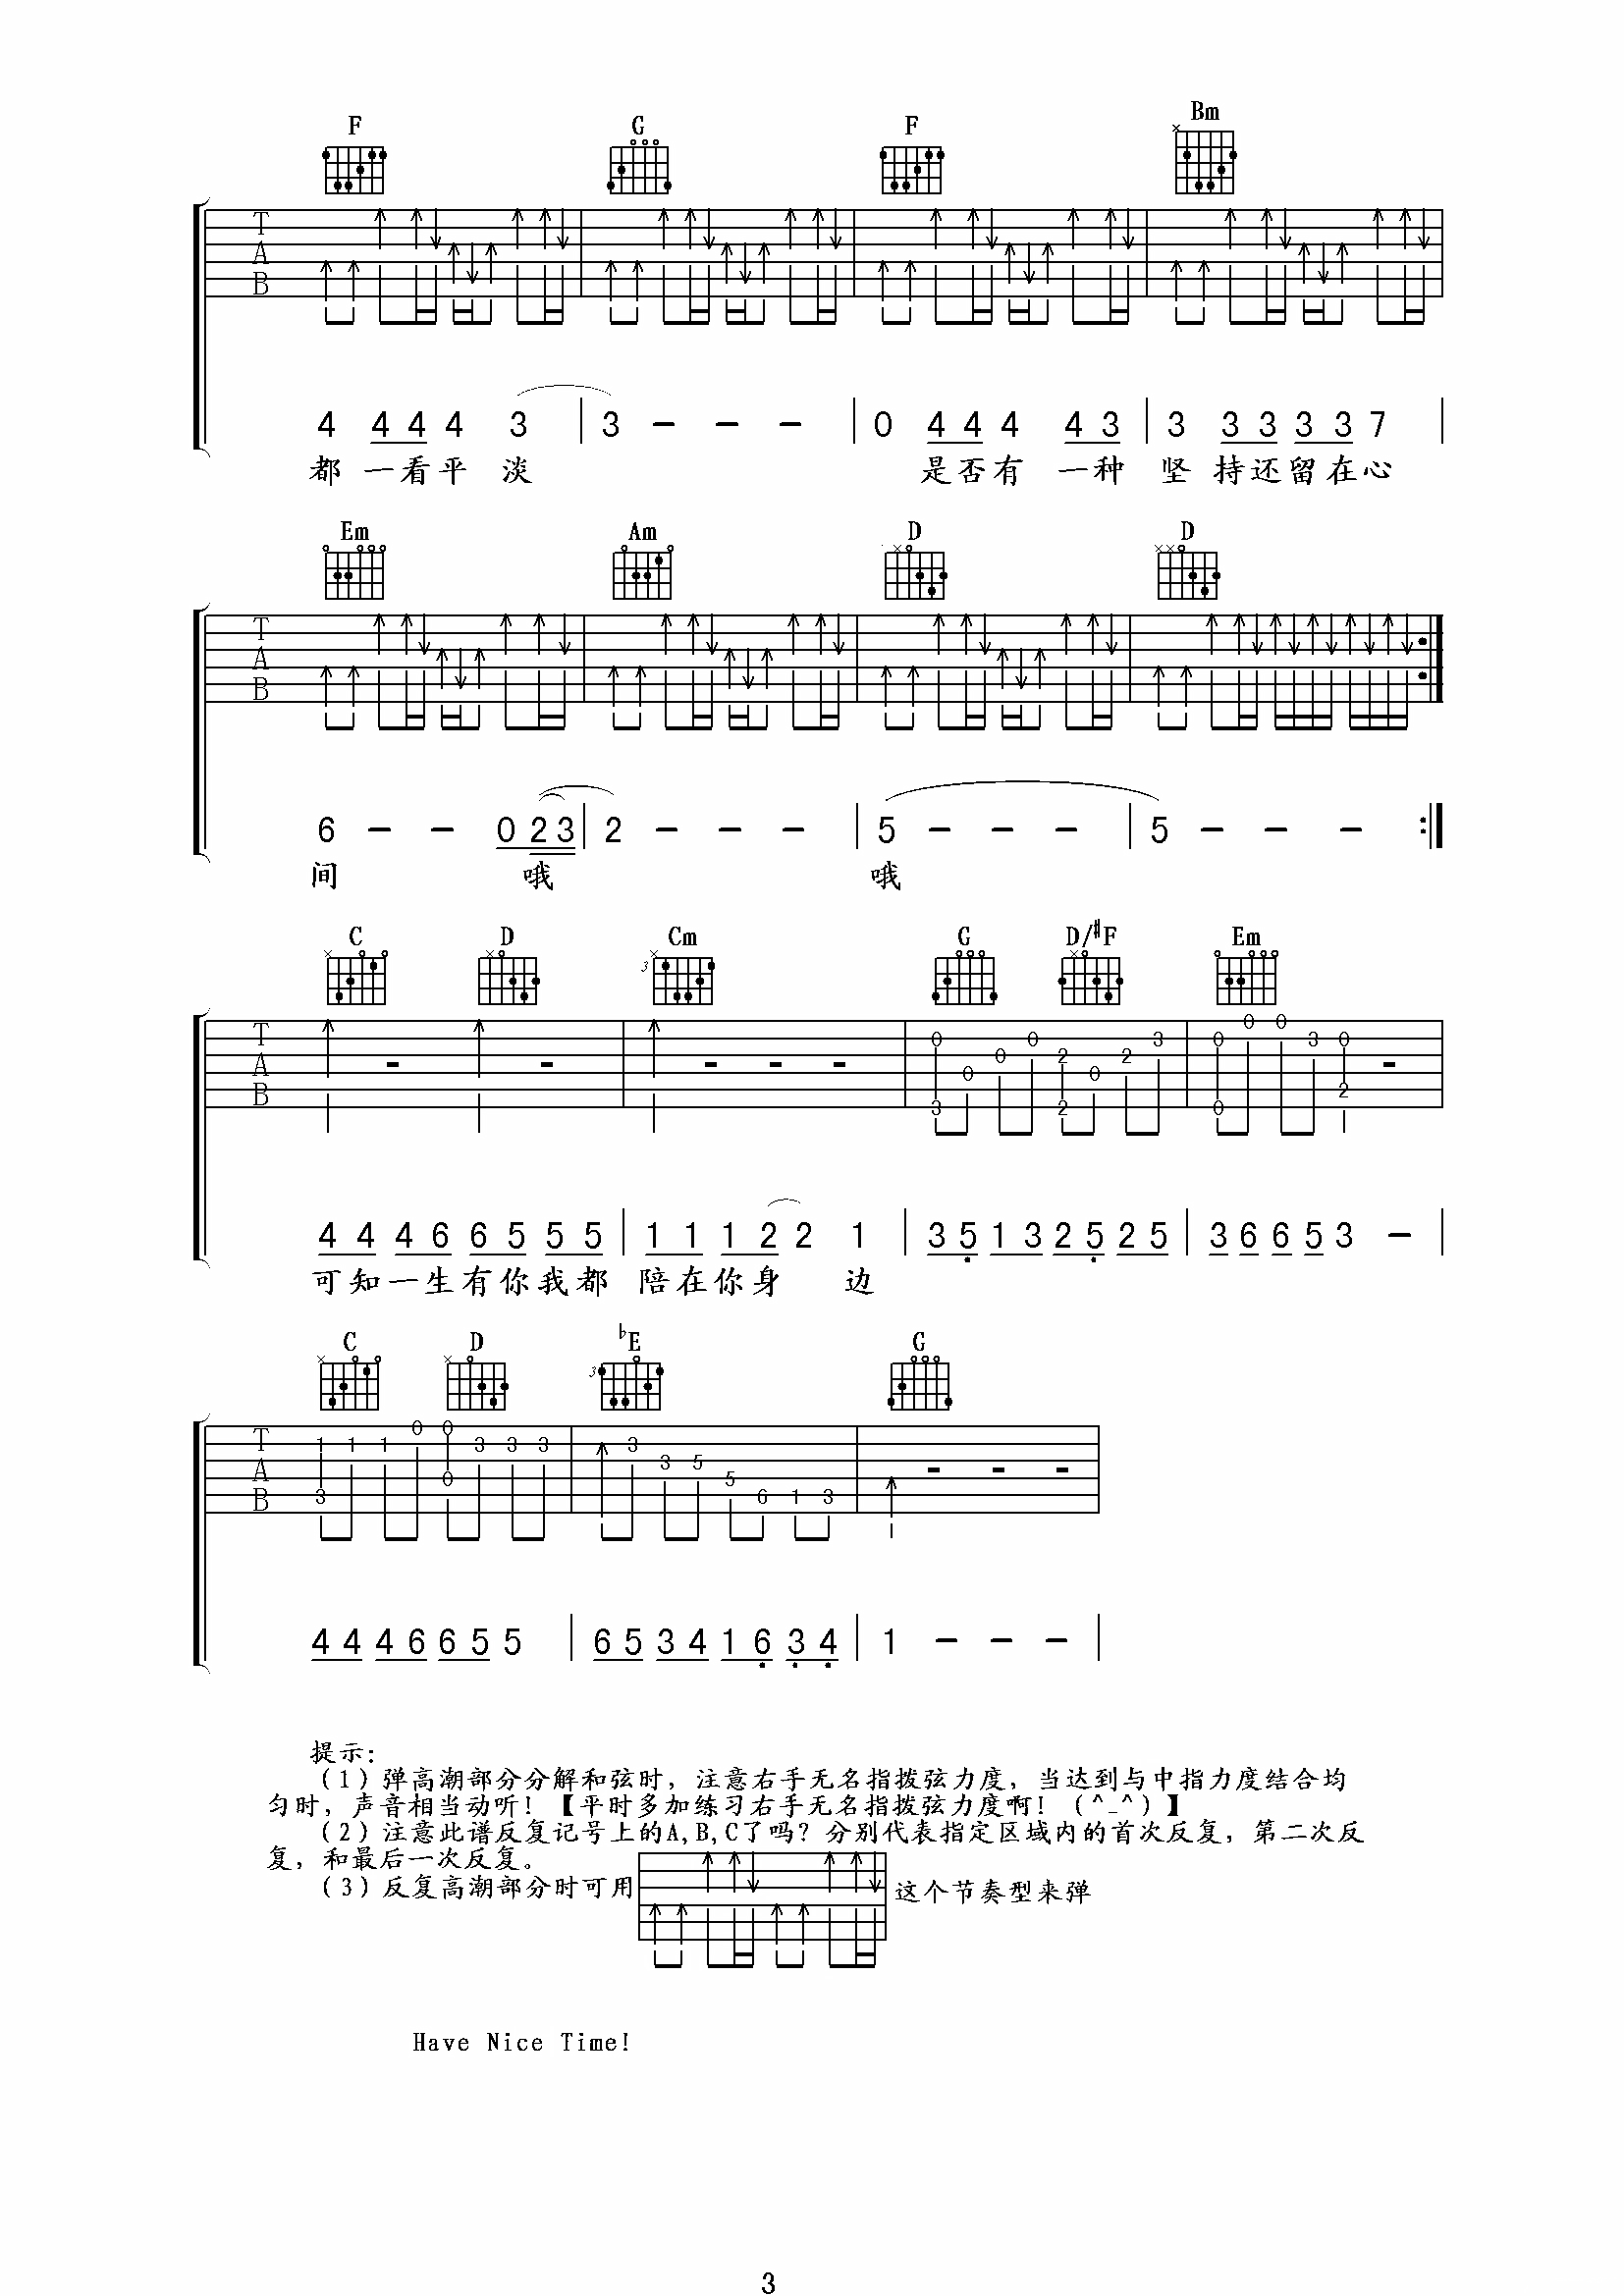 F G F Bm
T
A
B
4 4 4 4 3 3 - - - 0 4 4 4 4 3 3 3 3 3 3 7
都 一看平 淡 是否有 一种 坚 持还留在心
Em Am D D
T
A
B
6 - - 0 2 3 2 - - - 5 - - - 5 - - -
间 哦 哦
C D Cm G D/♯F Em
3
T
A
B
0 0 2 3 0 0 0 3 0
0 0 2 0 2
3 2 0
4 4 4 6 6 5 5 5 1 1 1 2 2 1 3 5 1 3 2 5 2 5 3 6 6 5 3 -
可知一生有你我都 陪在你身 边
C D ♭E G
3
T
A
B
1 1 1 0 0 3 3 3 3 3 5 5 6 1 3
3 0
4 4 4 6 6 5 5 6 5 3 4 1 6 3 4 1 - - -
提示:
(1)弹高潮部分分解和弦时，注意右手无名指拨弦力度，当达到与中指力度结合均
匀时，声音相当动听!【平时多加练习右手无名指拨弦力度啊!(^_^)】
(2)注意此谱反复记号上的A,B,C了吗?分别代表指定区域内的首次反复，第二次反
复，和最后一次反复。
(3)反复高潮部分时可用 这个节奏型来弹
Have Nice Time!
3